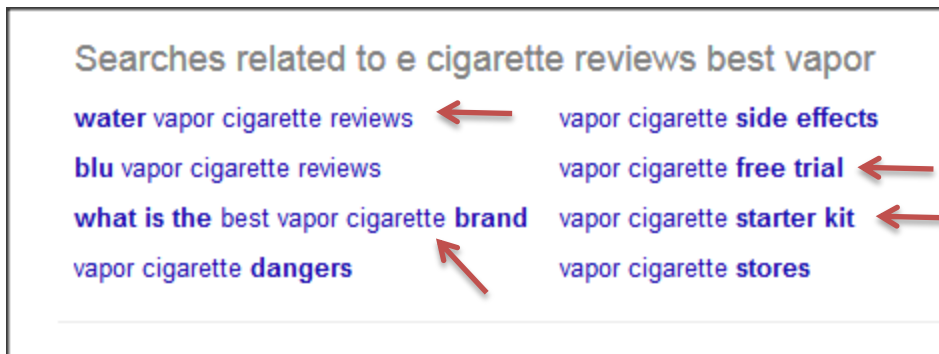 Searches related to e cigarette reviews best vapor
water vapor cigarette reviews
blu vapor cigarette reviews
what is the best vapor cigarette brand
vapor cigarette dangers
vapor cigarette side effects
vapor cigarette free trial
vapor cigarette starter kit
vapor cigarette stores